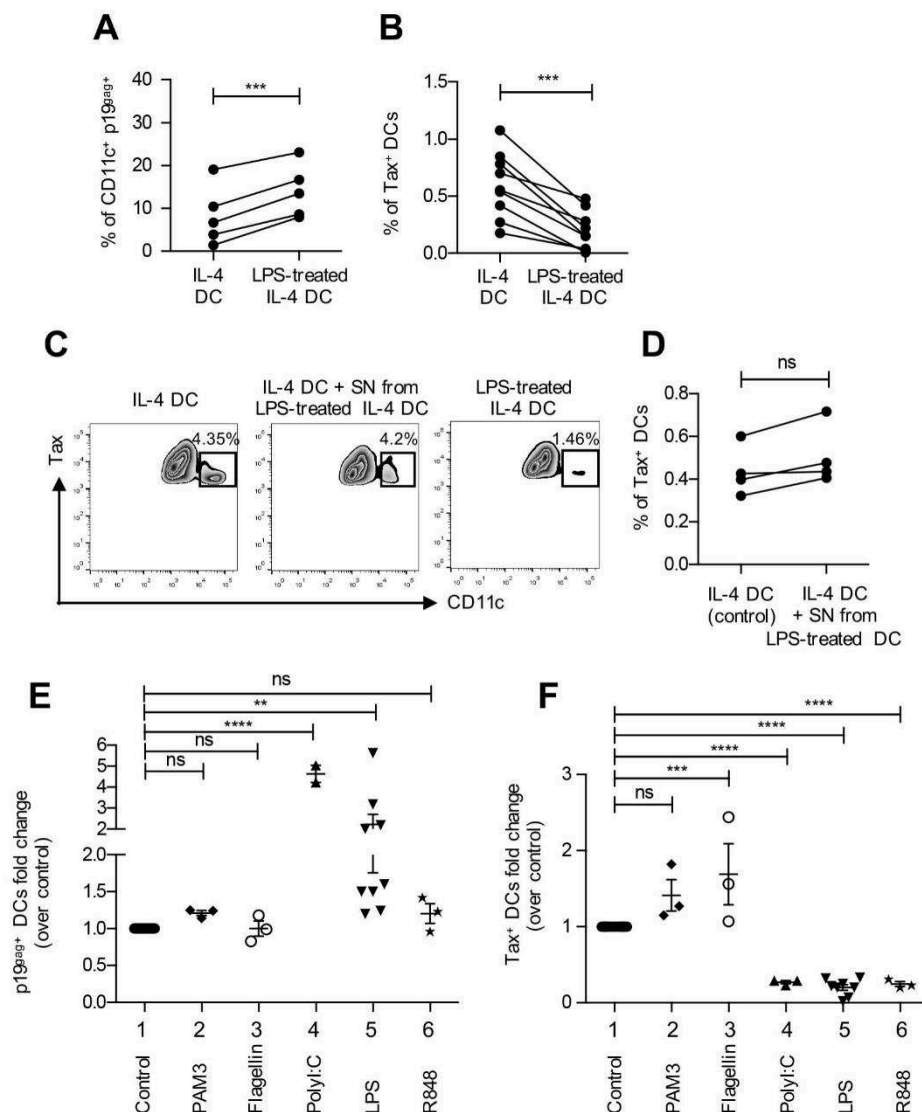 A
% of CD11c⁺ p19ᵍᵃᵍ⁺
40
30
20
10
0
***
IL-4
DC
LPS-treated
IL-4 DC
B
% of Tax⁺ DCs
1.5
1.0
0.5
0.0
***
IL-4
DC
LPS-treated
IL-4 DC
C
IL-4 DC
IL-4 DC + SN from
LPS-treated IL-4 DC
LPS-treated
IL-4 DC
Tax
4.35%
4.2%
1.46%
CD11c
D
% of Tax⁺ DCs
0.8
0.6
0.4
0.2
0.0
ns
IL-4 DC
(control)
IL-4 DC
+ SN from
LPS-treated DC
E
p19ᵍᵃᵍ⁺ DCs fold change
(over control)
ns
**
****
ns
ns
6
5
4
3
2
2.0
1.5
1.0
0.5
0.0
1 2 3 4 5 6
Control
PAM3
Flagellin
PolyI:C
LPS
R848
F
Tax⁺ DCs fold change
(over control)
****
****
****
***
ns
3
2
1
0
1 2 3 4 5 6
Control
PAM3
Flagellin
PolyI:C
LPS
R848